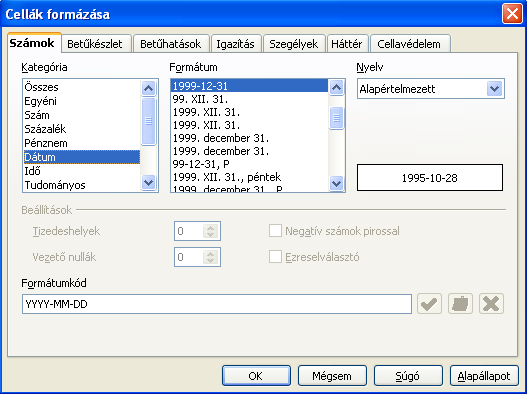 Cellák formázása
Számok Betűkészlet Betűhatások Igazítás Szegélyek Háttér Cellavédelem
Kategória Formátum Nyelv
Összes
Egyéni
Szám
Százalék
Pénznem
Dátum
Idő
Tudományos
1999-12-31
99. XII. 31.
1999. XII. 31.
1999. XII. 31.
1999. december 31.
1999. december 31.
99-12-31, P
1999. XII. 31., péntek
1999. december 31., P
Alapértelmezett
1995-10-28
Beállítások
Tizedeshelyek 0 Negatív számok pirossal
Vezető nullák 0 Ezreselválasztó
Formátumkód
YYYY-MM-DD
OK Mégsem Súgó Alapállapot